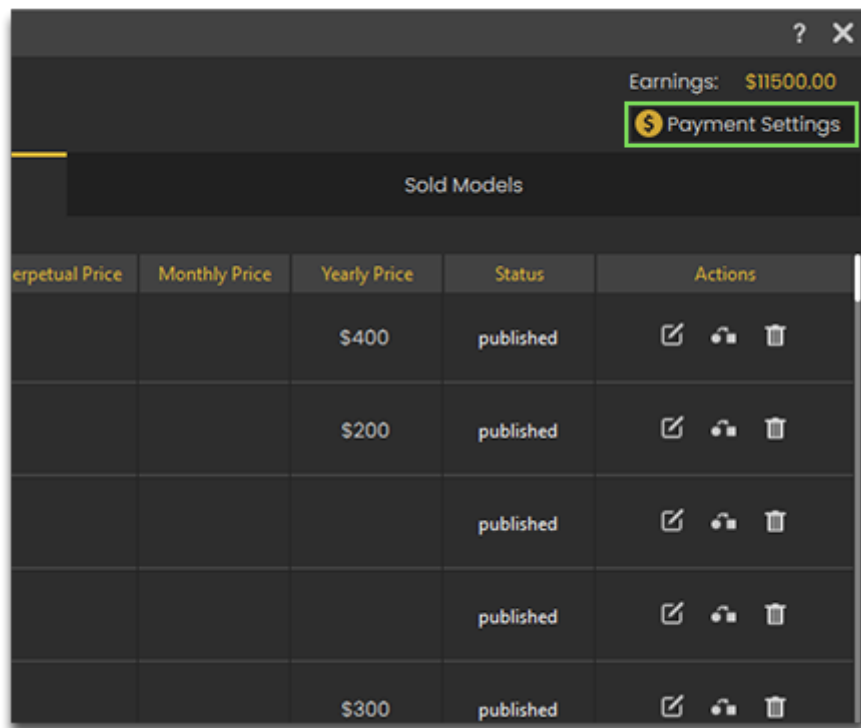 ?
Earnings: $11500.00
$ Payment Settings
Sold Models
erpetual Price Monthly Price Yearly Price Status Actions
$400 published
$200 published
published
published
$300 published